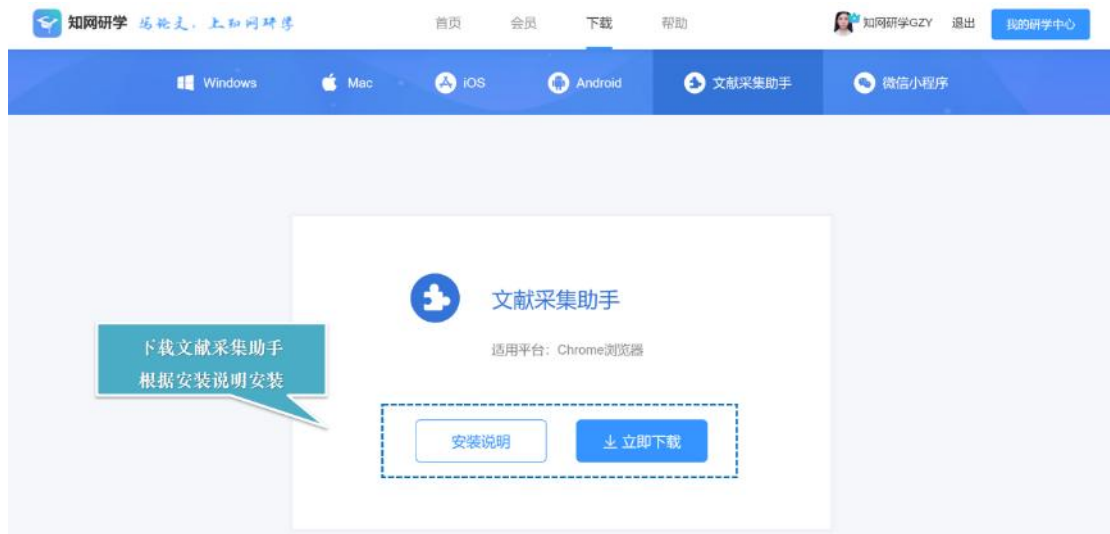 知网研学 写论文，上知网研学 首页 会员 下载 帮助 知网研学GZY 退出 我的研学中心
Windows Mac iOS Android 文献采集助手 微信小程序
文献采集助手
适用平台：Chrome浏览器
下载文献采集助手
根据安装说明安装
安装说明 立即下载